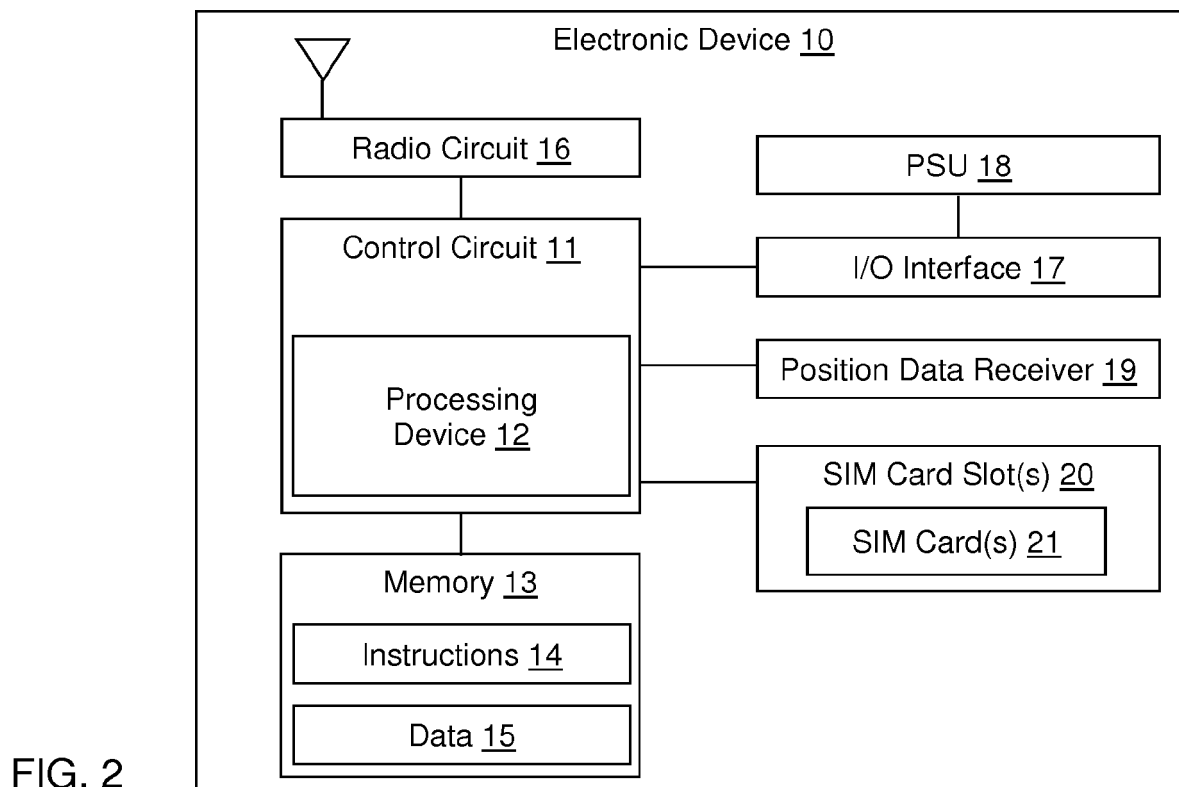 Electronic Device 10
Radio Circuit 16
PSU 18
Control Circuit 11
I/O Interface 17
Processing
Device 12
Position Data Receiver 19
SIM Card Slot(s) 20
SIM Card(s) 21
Memory 13
Instructions 14
Data 15
FIG. 2